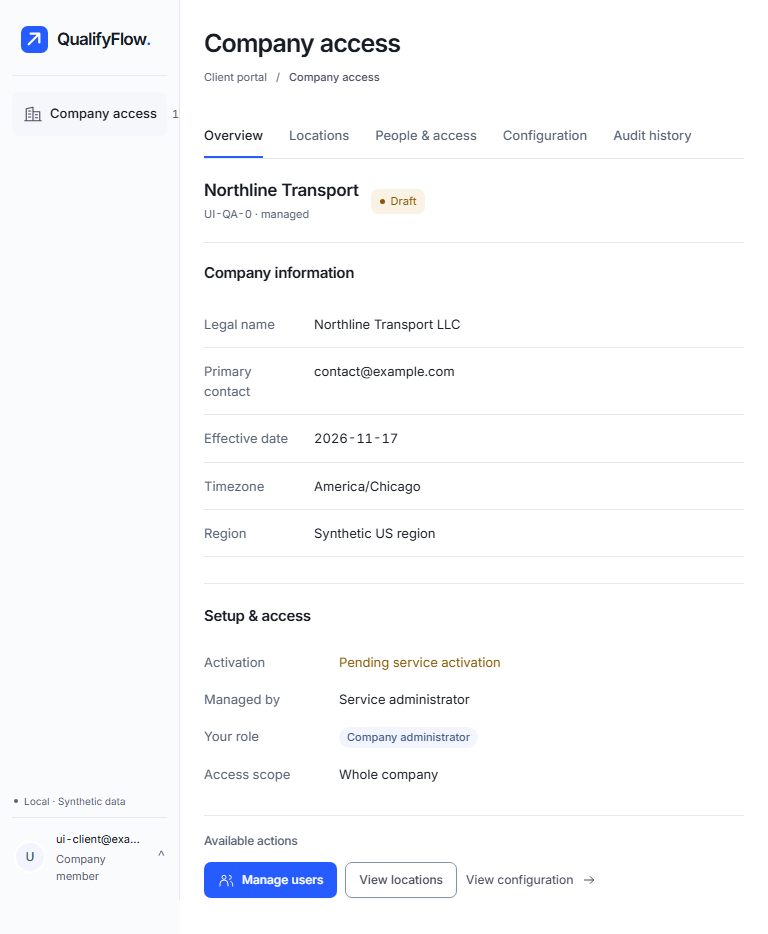 QualifyFlow.
Company access 1
Local · Synthetic data
U
ui-client@exa...
Company
member
^
Company access
Client portal / Company access
Overview Locations People & access Configuration Audit history
Northline Transport
UI-QA-0 · managed
Draft
Company information
Legal name Northline Transport LLC
Primary
contact
contact@example.com
Effective date 2026-11-17
Timezone America/Chicago
Region Synthetic US region
Setup & access
Activation Pending service activation
Managed by Service administrator
Your role Company administrator
Access scope Whole company
Available actions
Manage users View locations View configuration →